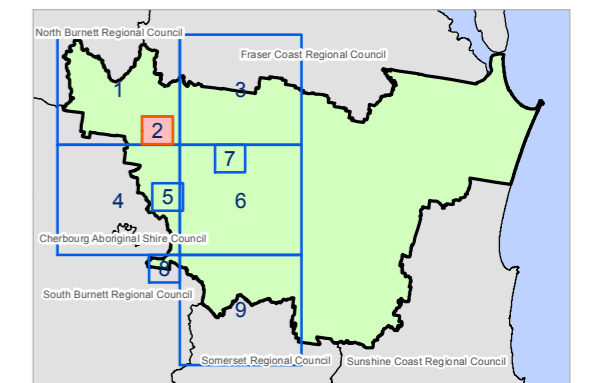 North Burnett Regional Council
Fraser Coast Regional Council
1
3
2
7
5
4
6
Cherbourg Aboriginal Shire Council
8
South Burnett Regional Council
9
Somerset Regional Council
Sunshine Coast Regional Council